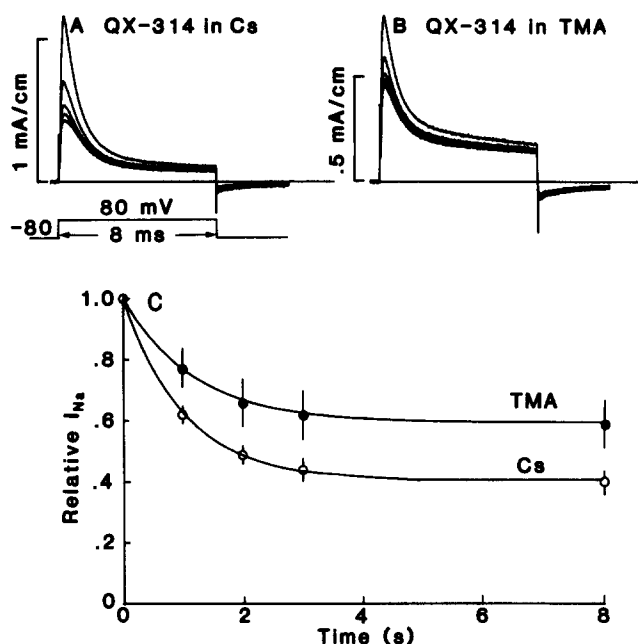 A QX-314 in Cs
B QX-314 in TMA
1 mA/cm
.5 mA/cm
80 mV
-80
8 ms
C
1.0
.8
.6
.4
.2
0
Relative INa
TMA
Cs
0 2 4 6 8
Time (s)